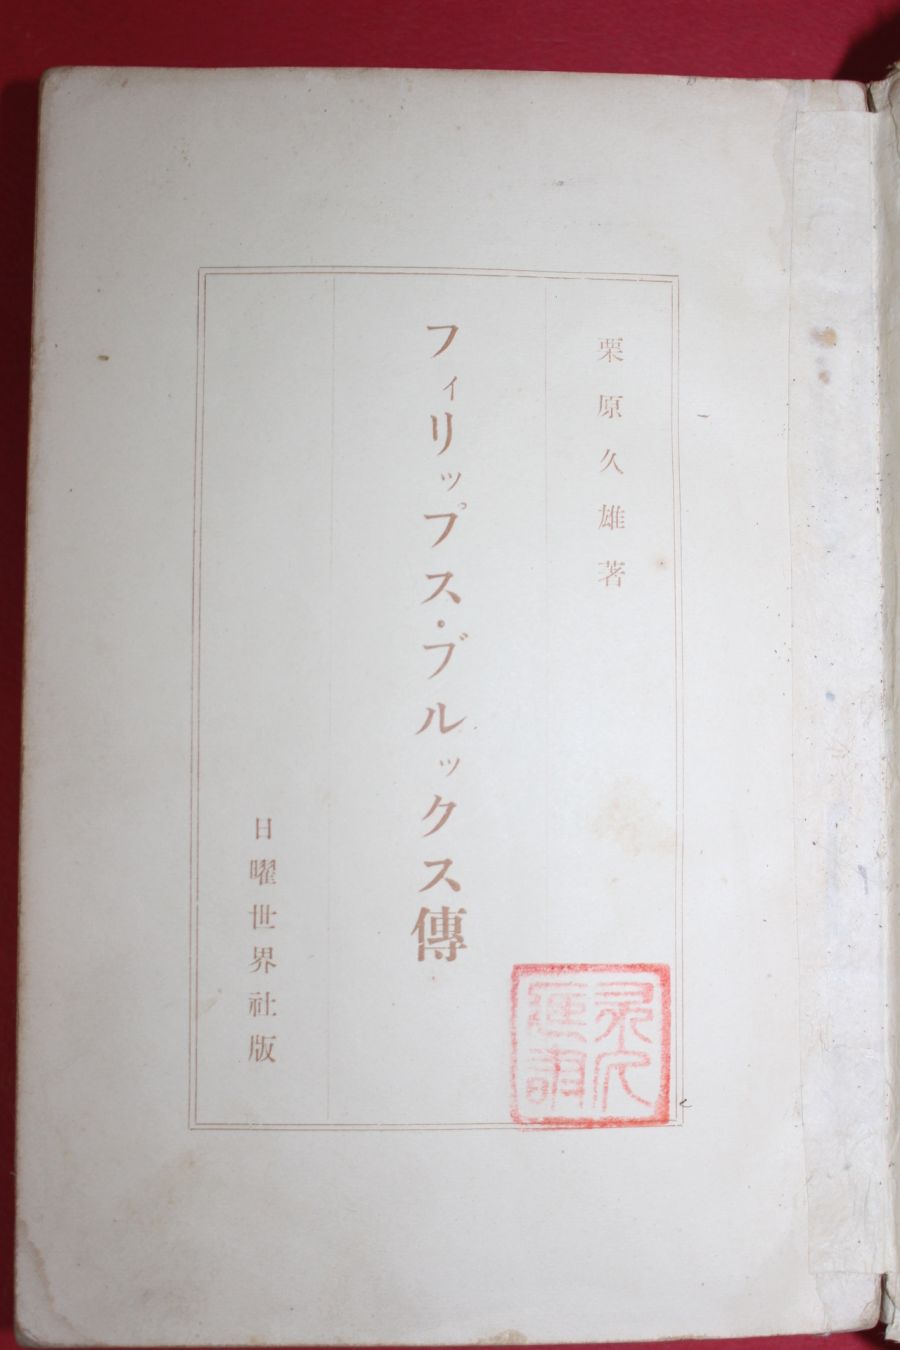 栗原久雄著
フィリップス・ブルックス傳
日曜世界社版